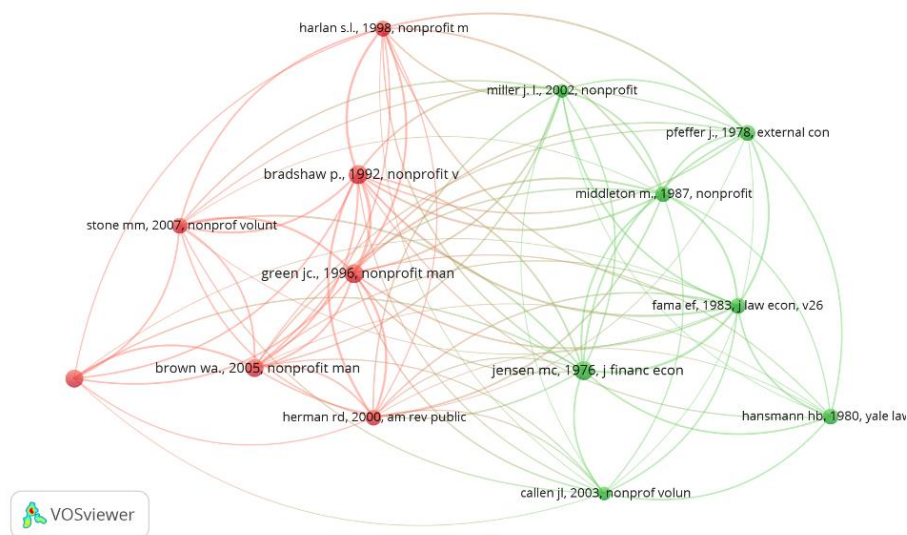 harlan s.l., 1998, nonprofit m
miller j. l., 2002, nonprofit
pfeffer j., 1978, external con
bradshaw p., 1992, nonprofit v
middleton m., 1987, nonprofit
stone mm, 2007, nonprof volunt
green jc., 1996, nonprofit man
fama ef, 1983, j law econ, v26
brown wa., 2005, nonprofit man
jensen mc, 1976, j financ econ
herman rd, 2000, am rev public
hansmann hb, 1980, yale law
callen jl, 2003, nonprof volun
VOSviewer